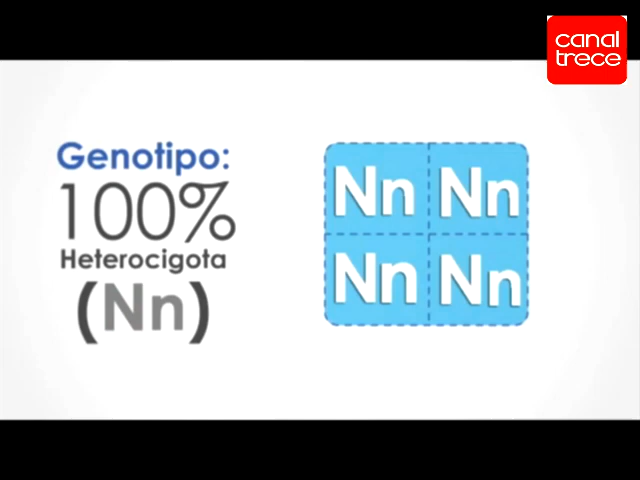 canal
trece
Genotipo:
100%
Heterocigota
(Nn)
Nn Nn
Nn Nn